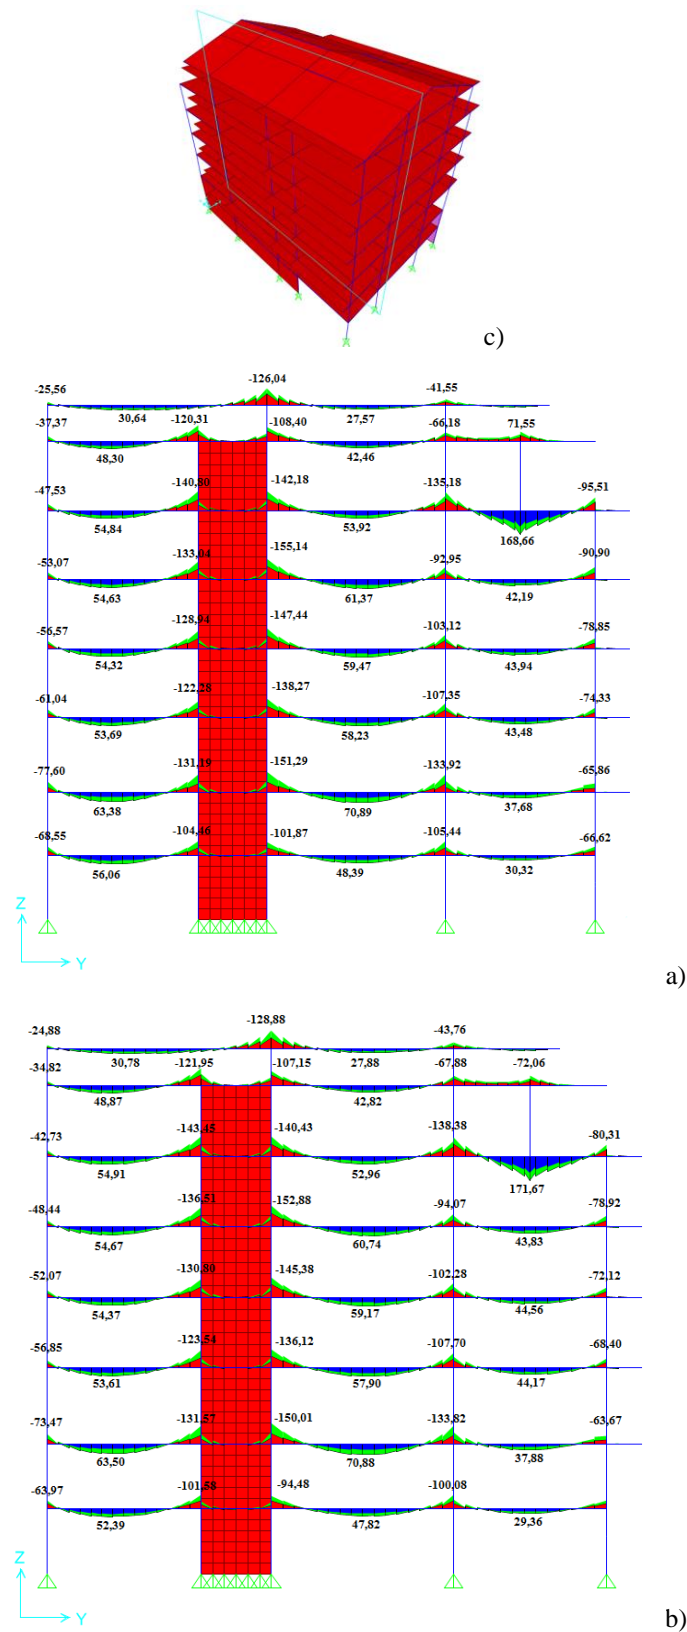 c)
-126,04
-25,56 -41,55
30,64 27,57
-37,37 -120,31 -108,40 -66,18 71,55
48,30 42,46
-140,80 -142,18 -135,18 -95,51
-47,53
54,84 53,92 168,66
-133,04 -155,14 -92,95 -90,90
-53,07
54,63 61,37 42,19
-128,94 -147,44 -103,12 -78,85
-56,57
54,32 59,47 43,94
-122,28 -138,27 -107,35 -74,33
-61,04
53,69 58,23 43,48
-77,60 -131,19 -151,29 -133,92 -65,86
63,38 70,89 37,68
-68,55 -104,46 -101,87 -105,44 -66,62
56,06 48,39 30,32
Z
Y
a)
-128,88
-24,88 -43,76
30,78 -121,95 -107,15 27,88 -67,88 -72,06
-34,82
48,87 42,82
-143,45 -140,43 -138,38 -80,31
-42,73
54,91 52,96 171,67
-136,51 -152,88 -94,07 -78,92
-48,44
54,67 60,74 43,83
-130,80 -145,38 -102,28 -72,12
-52,07
54,37 59,17 44,56
-123,54 -136,12 -107,70 -68,40
-56,85
53,61 57,90 44,17
-73,47 -131,57 -150,01 -133,82 -63,67
63,50 70,88 37,88
-63,97 -101,58 -94,48 -100,08
52,39 47,82 29,36
Z
Y
b)